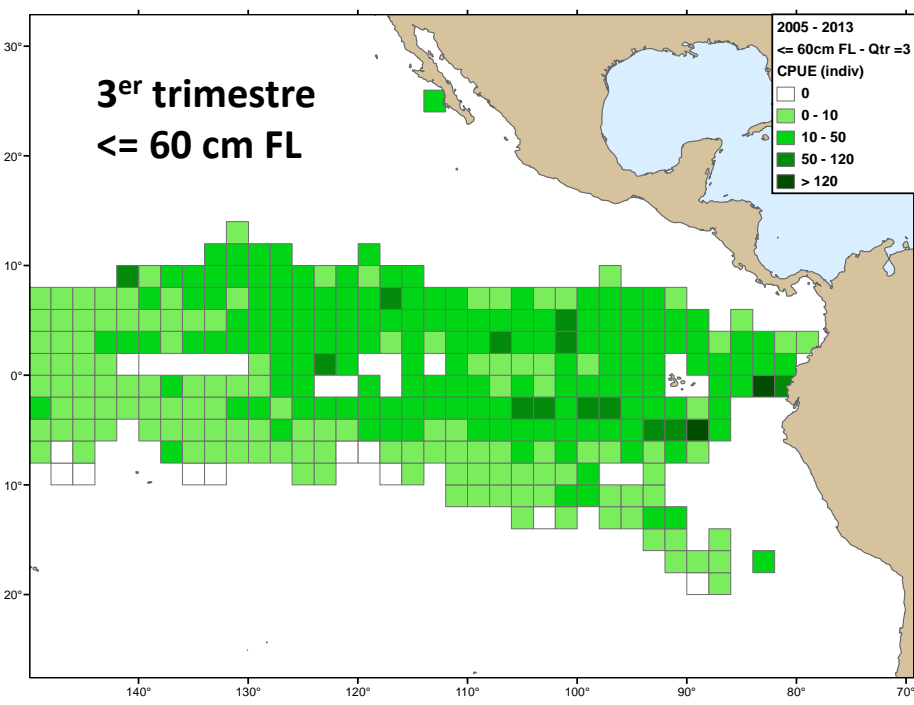 3er trimestre
<= 60 cm FL
2005 - 2013
<= 60cm FL - Qtr =3
CPUE (indiv)
0
0 - 10
10 - 50
50 - 120
> 120
30°
20°
10°
0°
10°
20°
140°
130°
120°
110°
100°
90°
80°
70°